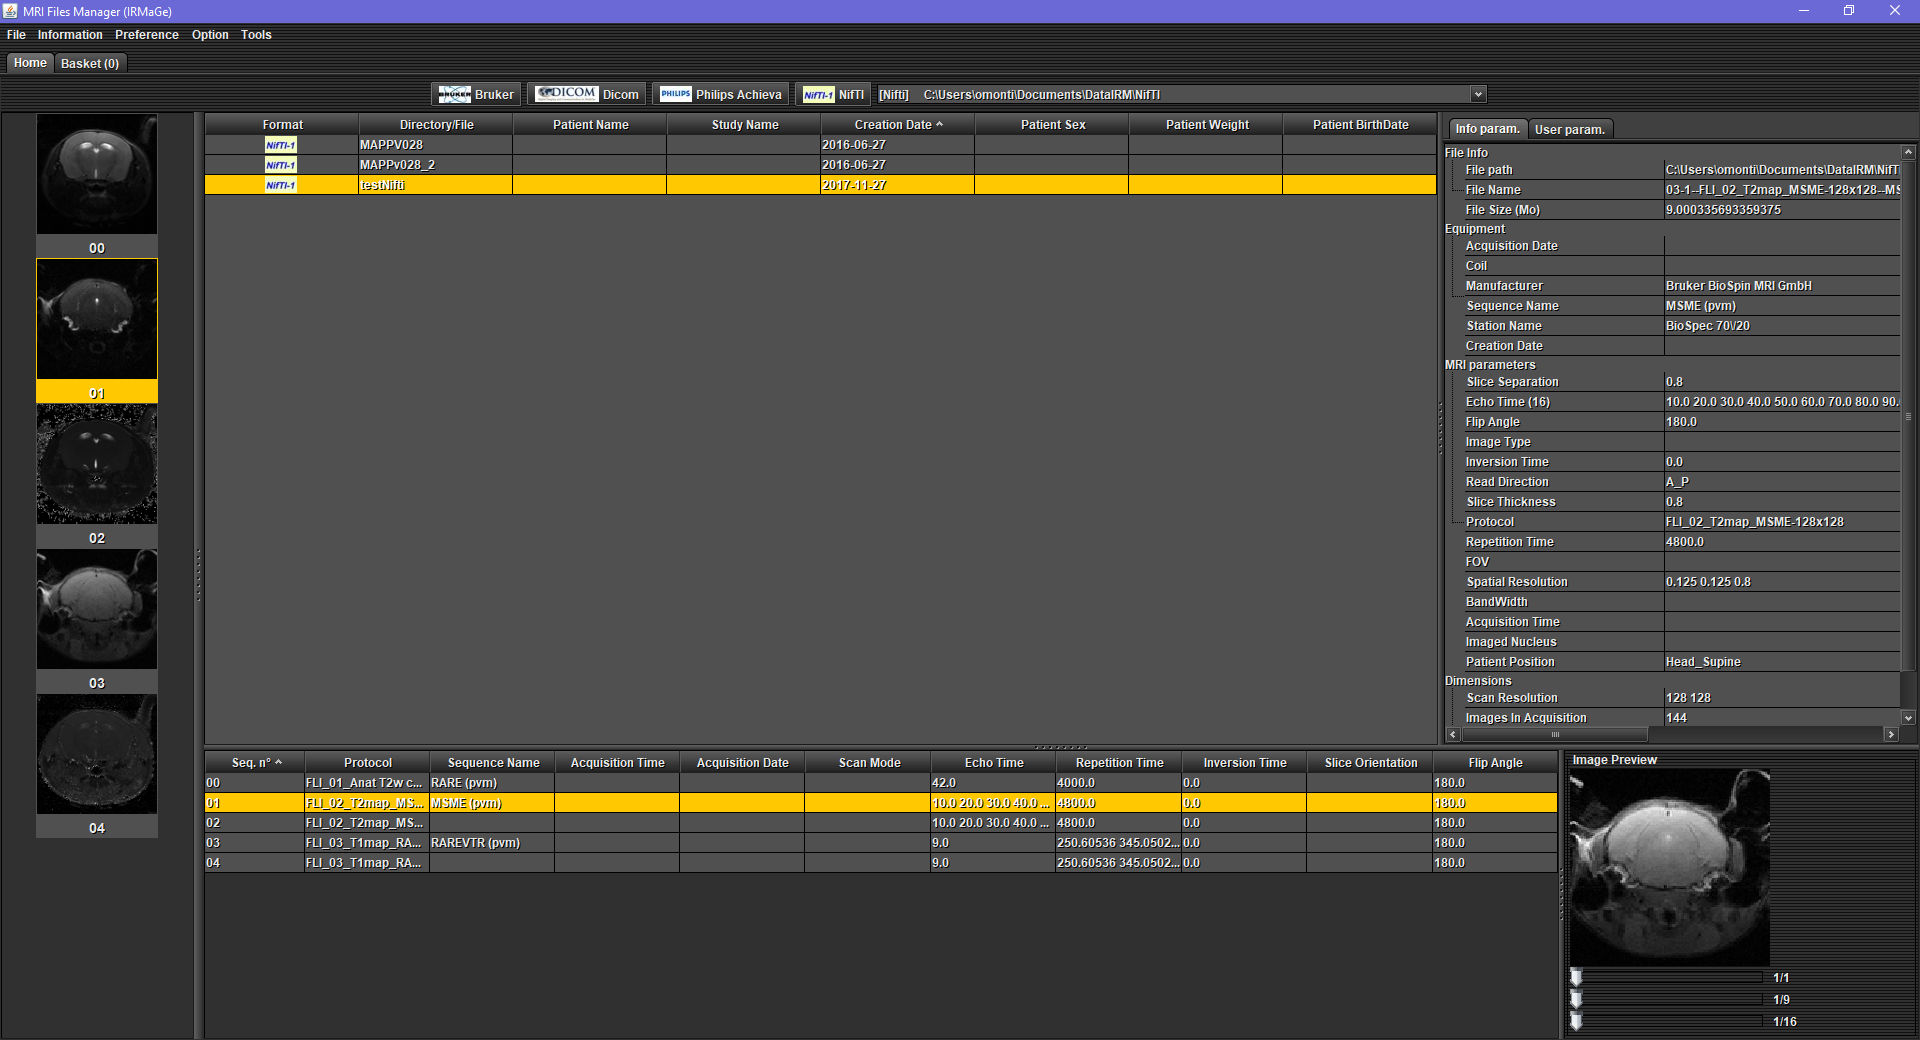 MRI Files Manager (IRMaGe)
File Information Preference Option Tools
Home Basket (0)
BRUKER Bruker DICOM Dicom PHILIPS Philips Achieva NifTI-1 NifTI [Nifti] C:\Users\omonti\Documents\DataIRM\NifTI
00
01
02
03
04
Format Directory/File Patient Name Study Name Creation Date Patient Sex Patient Weight Patient BirthDate
NifTI-1 MAPPV028 2016-06-27
NifTI-1 MAPPv028_2 2016-06-27
NifTI-1 testNifti 2017-11-27
Info param. User param.
File Info
File path C:\Users\omonti\Documents\DataIRM\NifT
File Name 03-1--FLI_02_T2map_MSME-128x128--MS
File Size (Mo) 9.000335693359375
Equipment
Acquisition Date
Coil
Manufacturer Bruker BioSpin MRI GmbH
Sequence Name MSME (pvm)
Station Name BioSpec 70\/20
Creation Date
MRI parameters
Slice Separation 0.8
Echo Time (16) 10.0 20.0 30.0 40.0 50.0 60.0 70.0 80.0 90.
Flip Angle 180.0
Image Type
Inversion Time 0.0
Read Direction A_P
Slice Thickness 0.8
Protocol FLI_02_T2map_MSME-128x128
Repetition Time 4800.0
FOV
Spatial Resolution 0.125 0.125 0.8
BandWidth
Acquisition Time
Imaged Nucleus
Patient Position Head_Supine
Dimensions
Scan Resolution 128 128
Images In Acquisition 144
Seq. n° Protocol Sequence Name Acquisition Time Acquisition Date Scan Mode Echo Time Repetition Time Inversion Time Slice Orientation Flip Angle
00 FLI_01_Anat T2w c... RARE (pvm) 42.0 4000.0 0.0 180.0
01 FLI_02_T2map_MS... MSME (pvm) 10.0 20.0 30.0 40.0 ... 4800.0 0.0 180.0
02 FLI_02_T2map_MS... 10.0 20.0 30.0 40.0 ... 4800.0 0.0 180.0
03 FLI_03_T1map_RA... RAREVTR (pvm) 9.0 250.60536 345.0502... 0.0 180.0
04 FLI_03_T1map_RA... 9.0 250.60536 345.0502... 0.0 180.0
Image Preview
1/1
1/9
1/16